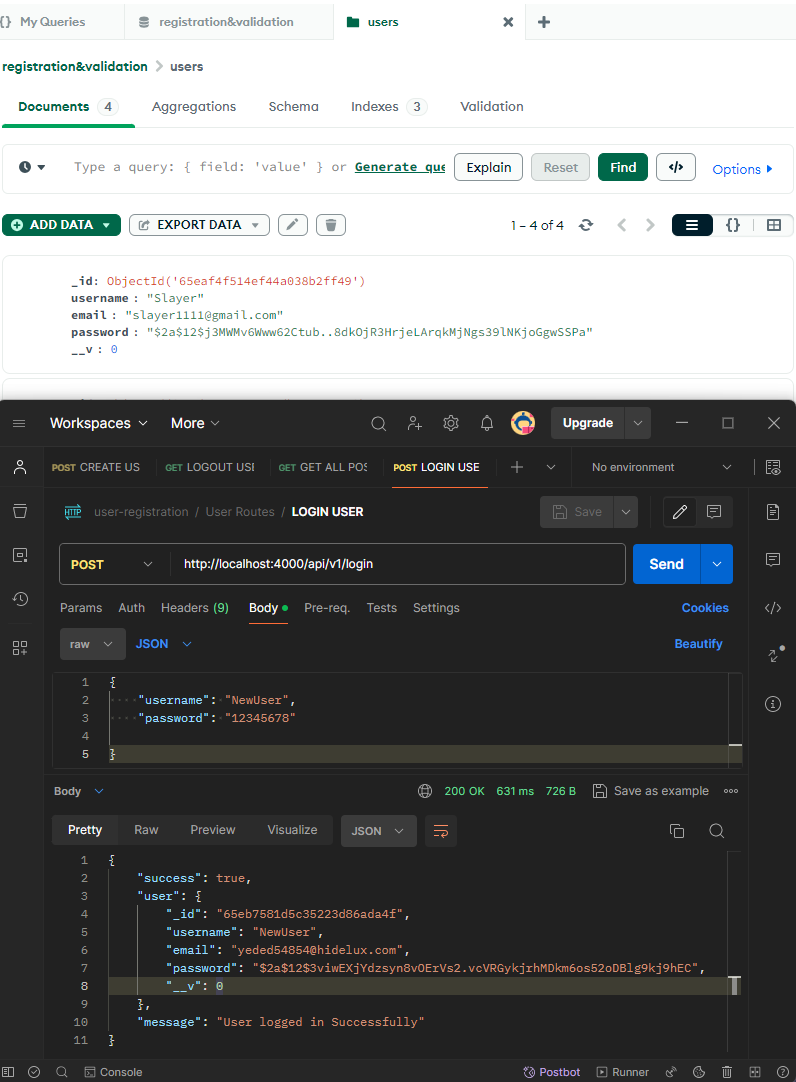 {} My Queries
registration&validation
users
registration&validation > users
Documents 4
Aggregations
Schema
Indexes 3
Validation
Type a query: { field: 'value' } or Generate que
Explain
Reset
Find
</>
Options
ADD DATA
EXPORT DATA
1 – 4 of 4
{}
_id: ObjectId('65eaf4f514ef44a038b2ff49')
username : "Slayer"
email : "slayer1111@gmail.com"
password : "$2a$12$j3MWMv6Www62Ctub..8dkOjR3HrjeLArqkMjNgs39lNKjoGgwSSPa"
__v : 0
Workspaces
More
Upgrade
POST CREATE US
GET LOGOUT USE
GET GET ALL POS
POST LOGIN USE
No environment
HTTP
user-registration / User Routes / LOGIN USER
Save
POST
http://localhost:4000/api/v1/login
Send
Params
Auth
Headers (9)
Body
Pre-req.
Tests
Settings
Cookies
raw
JSON
Beautify
1 {
2 "username": "NewUser",
3 "password": "12345678"
4
5 }
Body
200 OK
631 ms
726 B
Save as example
Pretty
Raw
Preview
Visualize
JSON
1 {
2 "success": true,
3 "user": {
4 "_id": "65eb7581d5c35223d86ada4f",
5 "username": "NewUser",
6 "email": "yeded54854@hidelux.com",
7 "password": "$2a$12$3viwEXjYdzsyn8vOErVs2.vcVRGykjrhMDkm6os52oDBlg9kj9hEC",
8 "__v": 0
9 },
10 "message": "User logged in Successfully"
11 }
Console
Postbot
Runner